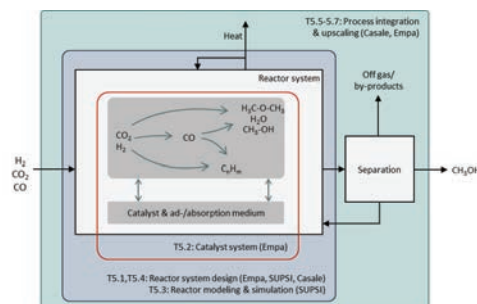 T5.5-5.7: Process integration
& upscaling (Casale, Empa)
Heat
Reactor system
Off gas/
by-products
H₃C-O-CH₃
H₂O
CH₃-OH
CO₂
H₂
CO
CₙHₘ
H₂
CO₂
CO
Separation
CH₃OH
Catalyst & ad-/absorption medium
T5.2: Catalyst system (Empa)
T5.1,T5.4: Reactor system design (Empa, SUPSI, Casale)
T5.3: Reactor modeling & simulation (SUPSI)